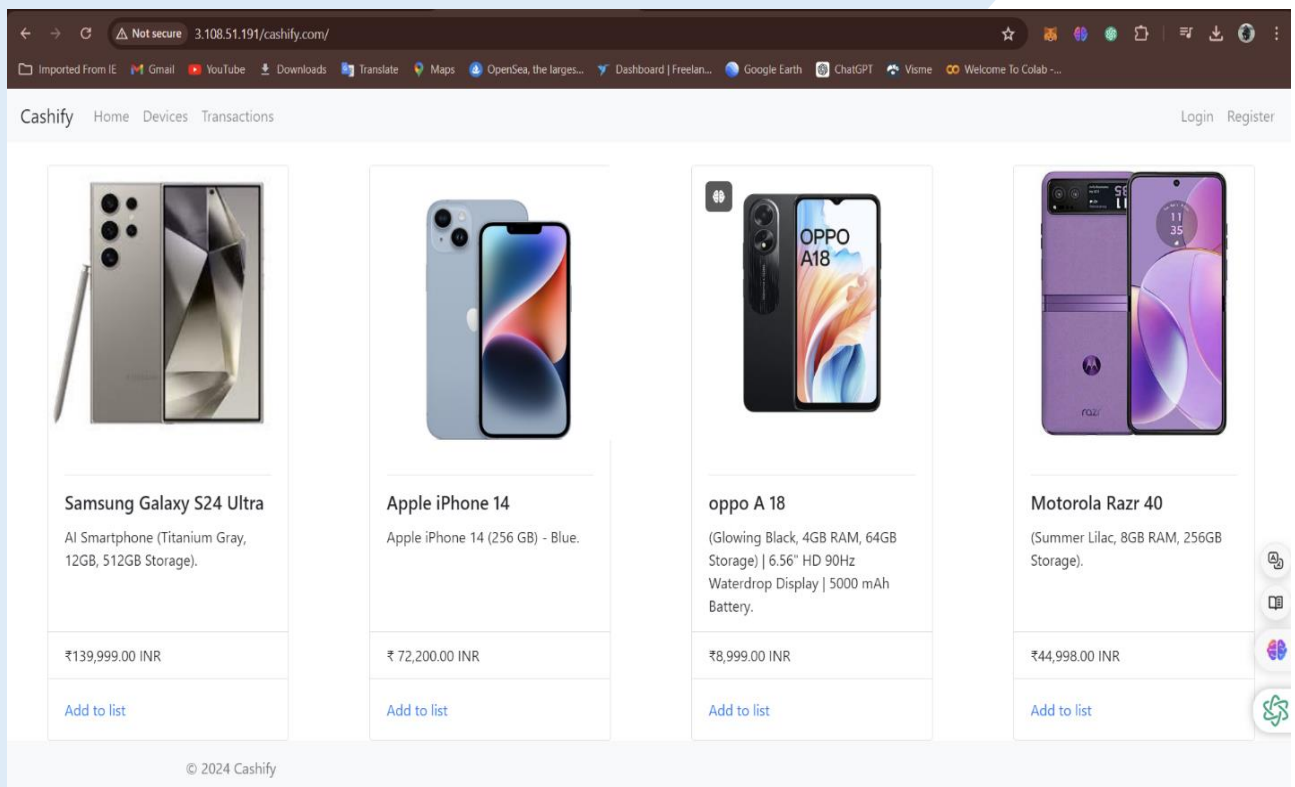 Not secure 3.108.51.191/cashify.com/
Imported From IE Gmail YouTube Downloads Translate Maps OpenSea, the larges... Dashboard | Freelan... Google Earth ChatGPT Visme Welcome To Colab -...
Cashify Home Devices Transactions Login Register
OPPO
A18
11
35
razr
Samsung Galaxy S24 Ultra
AI Smartphone (Titanium Gray,
12GB, 512GB Storage).
₹139,999.00 INR
Add to list
Apple iPhone 14
Apple iPhone 14 (256 GB) - Blue.
₹ 72,200.00 INR
Add to list
oppo A 18
(Glowing Black, 4GB RAM, 64GB
Storage) | 6.56" HD 90Hz
Waterdrop Display | 5000 mAh
Battery.
₹8,999.00 INR
Add to list
Motorola Razr 40
(Summer Lilac, 8GB RAM, 256GB
Storage).
₹44,998.00 INR
Add to list
© 2024 Cashify